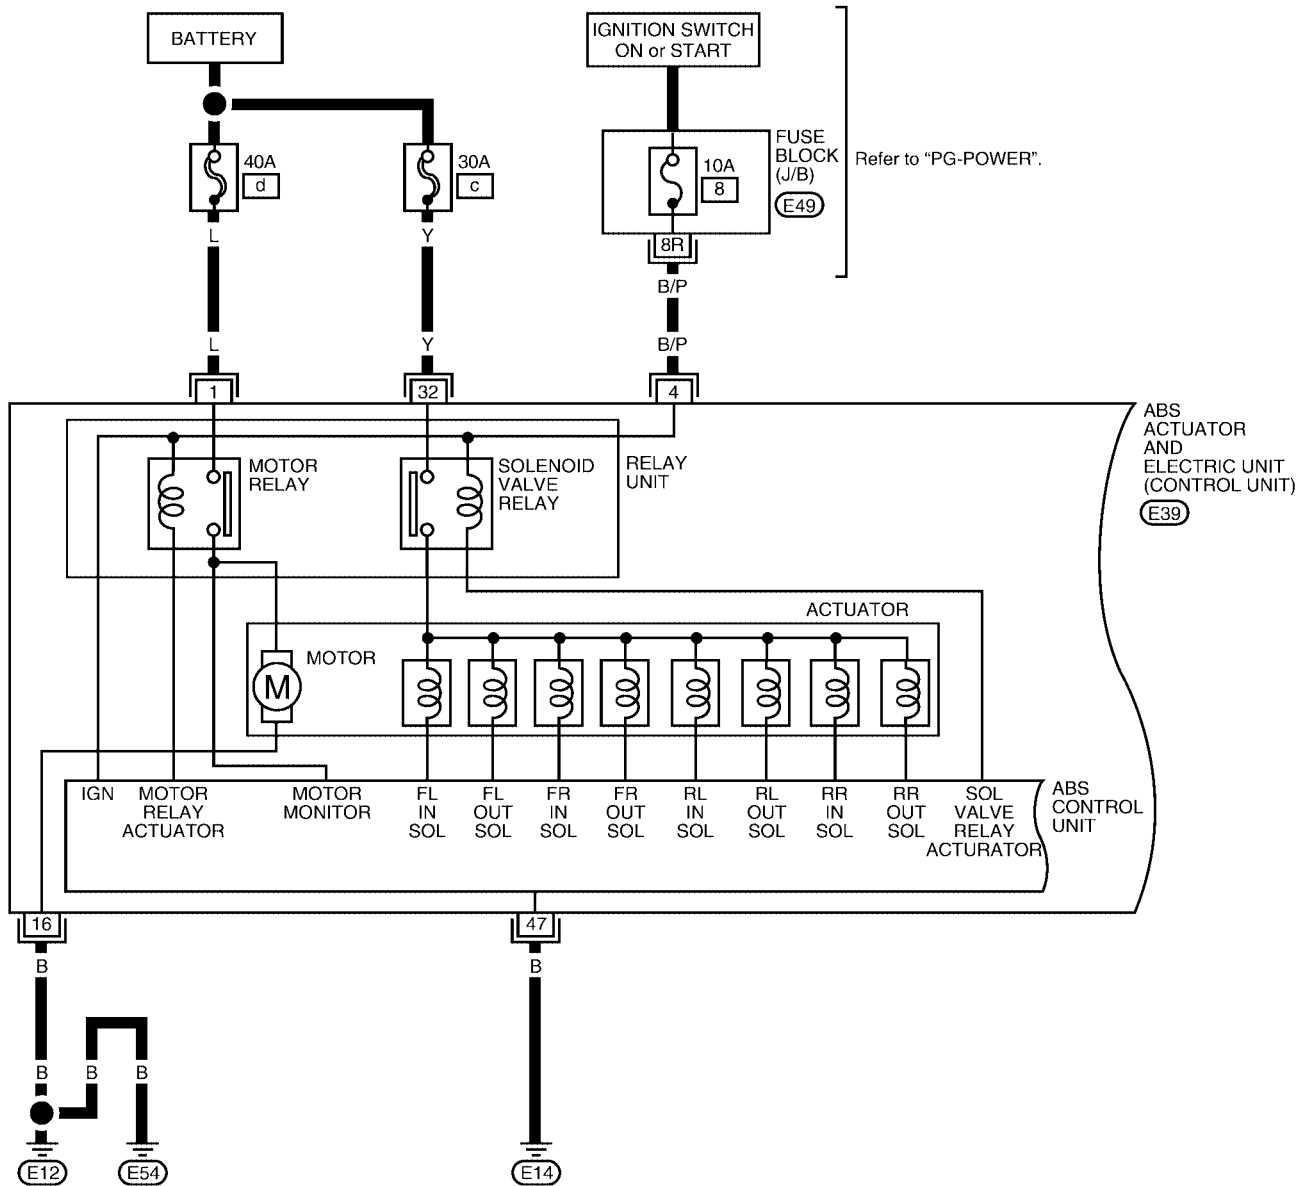 BATTERY
IGNITION SWITCH
ON or START
40A
d
30A
c
10A
8
FUSE
BLOCK
(J/B)
E49
Refer to “PG-POWER”.
8R
L
Y
B/P
L
Y
B/P
1
32
4
ABS
ACTUATOR
AND
ELECTRIC UNIT
(CONTROL UNIT)
E39
MOTOR
RELAY
SOLENOID
VALVE
RELAY
RELAY
UNIT
ACTUATOR
MOTOR
M
IGN
MOTOR
RELAY
ACTUATOR
MOTOR
MONITOR
FL
IN
SOL
FL
OUT
SOL
FR
IN
SOL
FR
OUT
SOL
RL
IN
SOL
RL
OUT
SOL
RR
IN
SOL
RR
OUT
SOL
SOL
VALVE
RELAY
ACTURATOR
ABS
CONTROL
UNIT
16
47
B
B
B
B
B
E12
E54
E14